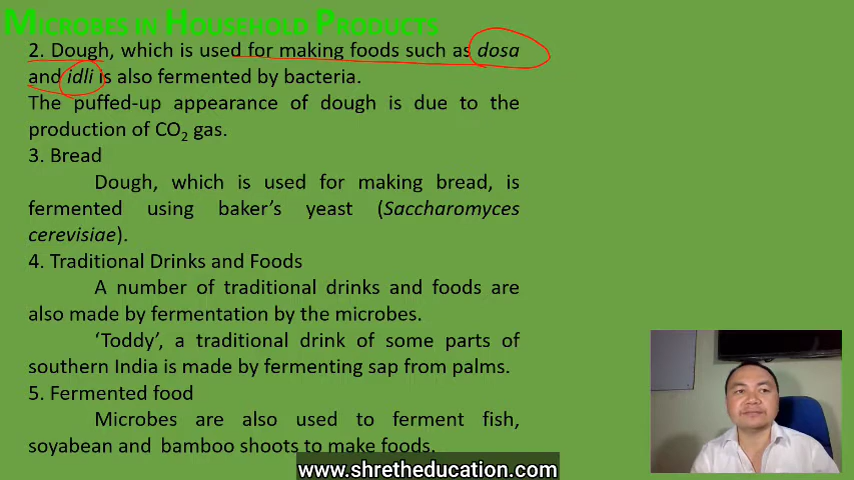 Microbes in Household Products
2. Dough, which is used for making foods such as dosa
and idli is also fermented by bacteria.
The puffed-up appearance of dough is due to the
production of CO2 gas.
3. Bread
Dough, which is used for making bread, is
fermented using baker's yeast (Saccharomyces
cerevisiae).
4. Traditional Drinks and Foods
A number of traditional drinks and foods are
also made by fermentation by the microbes.
'Toddy', a traditional drink of some parts of
southern India is made by fermenting sap from palms.
5. Fermented food
Microbes are also used to ferment fish,
soyabean and bamboo shoots to make foods.
www.shretheducation.com